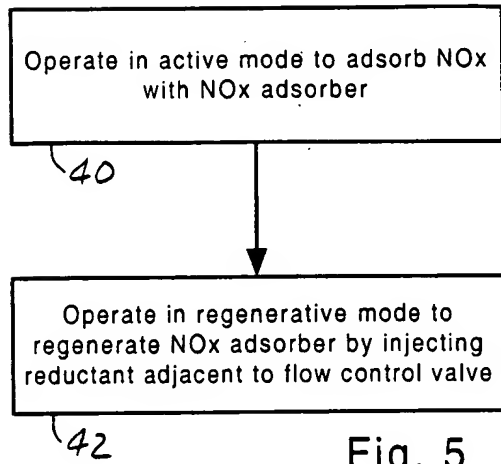 Operate in active mode to adsorb NOx
with NOx adsorber
40
Operate in regenerative mode to
regenerate NOx adsorber by injecting
reductant adjacent to flow control valve
42
Fig. 5